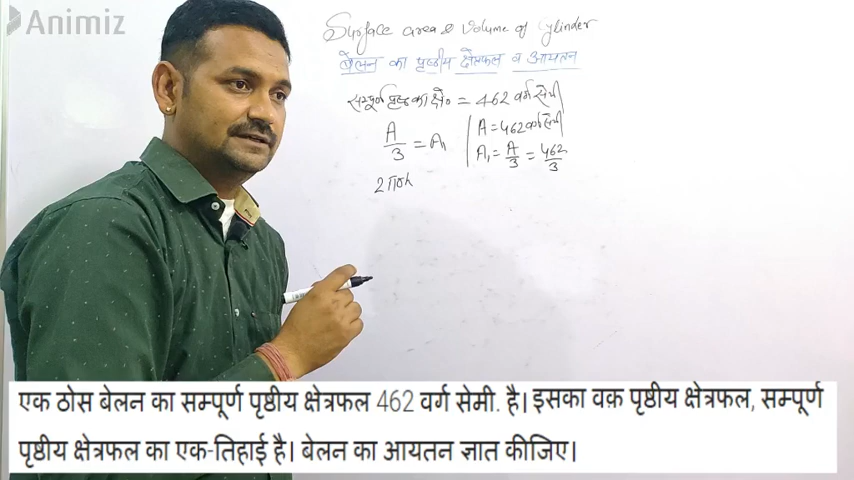 Animiz
Surface area & Volume of Cylinder
बेलन का पृष्ठीय क्षेत्रफल व आयतन
सम्पूर्ण पृष्ठ का क्षे० = 462 वर्ग सेमी
A/3 = A₁
A = 462 वर्ग सेमी
A₁ = A/3 = 462/3
2πrh
एक ठोस बेलन का सम्पूर्ण पृष्ठीय क्षेत्रफल 462 वर्ग सेमी. है। इसका वक्र पृष्ठीय क्षेत्रफल, सम्पूर्ण
पृष्ठीय क्षेत्रफल का एक-तिहाई है। बेलन का आयतन ज्ञात कीजिए।